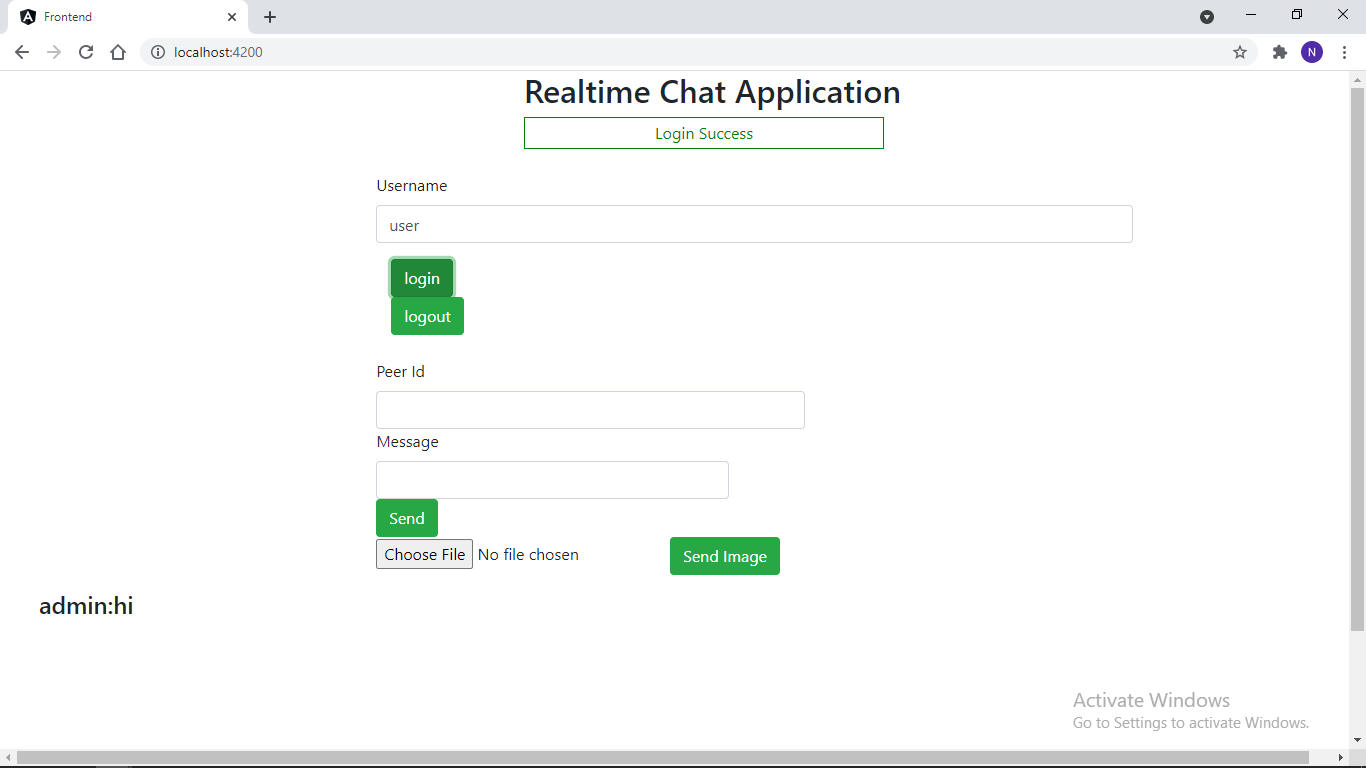 Frontend
localhost:4200
N
Realtime Chat Application
Login Success
Username
user
login
logout
Peer Id
Message
Send
Choose File No file chosen
Send Image
admin:hi
Activate Windows
Go to Settings to activate Windows.